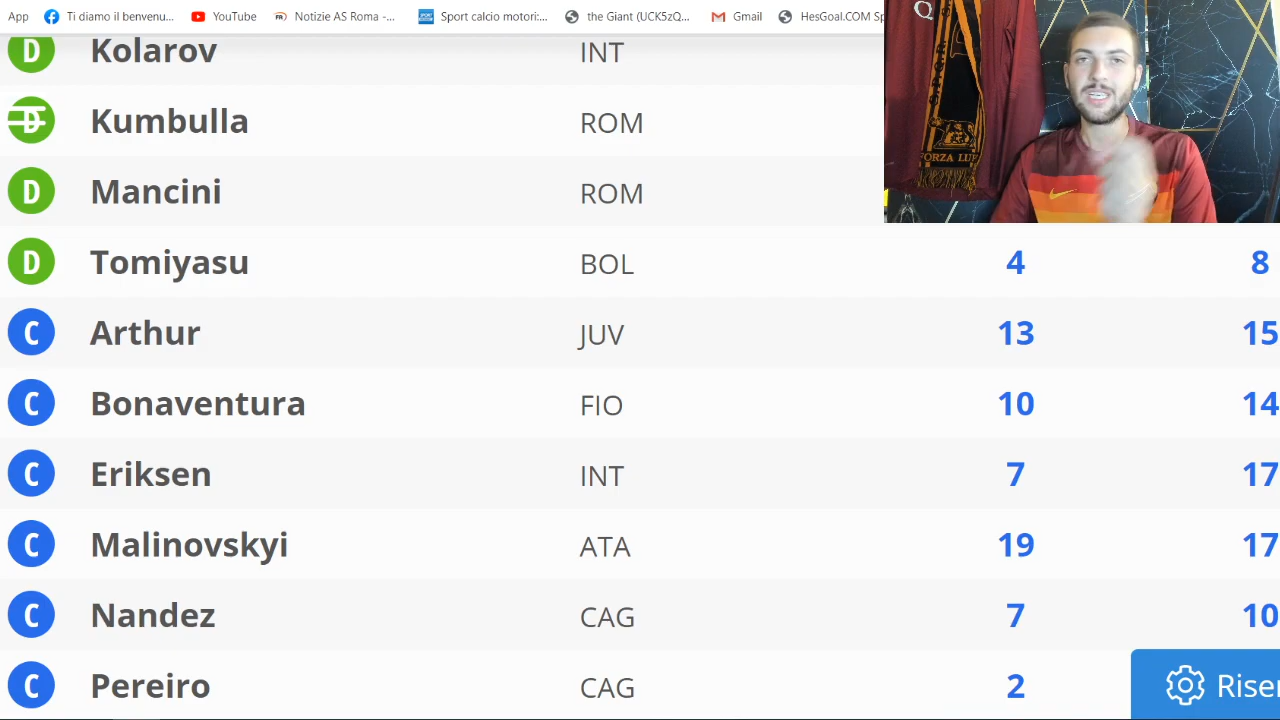 App Ti diamo il benvenu... YouTube Notizie AS Roma -... Sport calcio motori:... the Giant (UCK5zQ... Gmail HesGoal.COM Sp
D Kolarov INT
D Kumbulla ROM
D Mancini ROM
FORZA LU
D Tomiyasu BOL 4 8
C Arthur JUV 13 15
C Bonaventura FIO 10 14
C Eriksen INT 7 17
C Malinovskyi ATA 19 17
C Nandez CAG 7 10
C Pereiro CAG 2
Riser